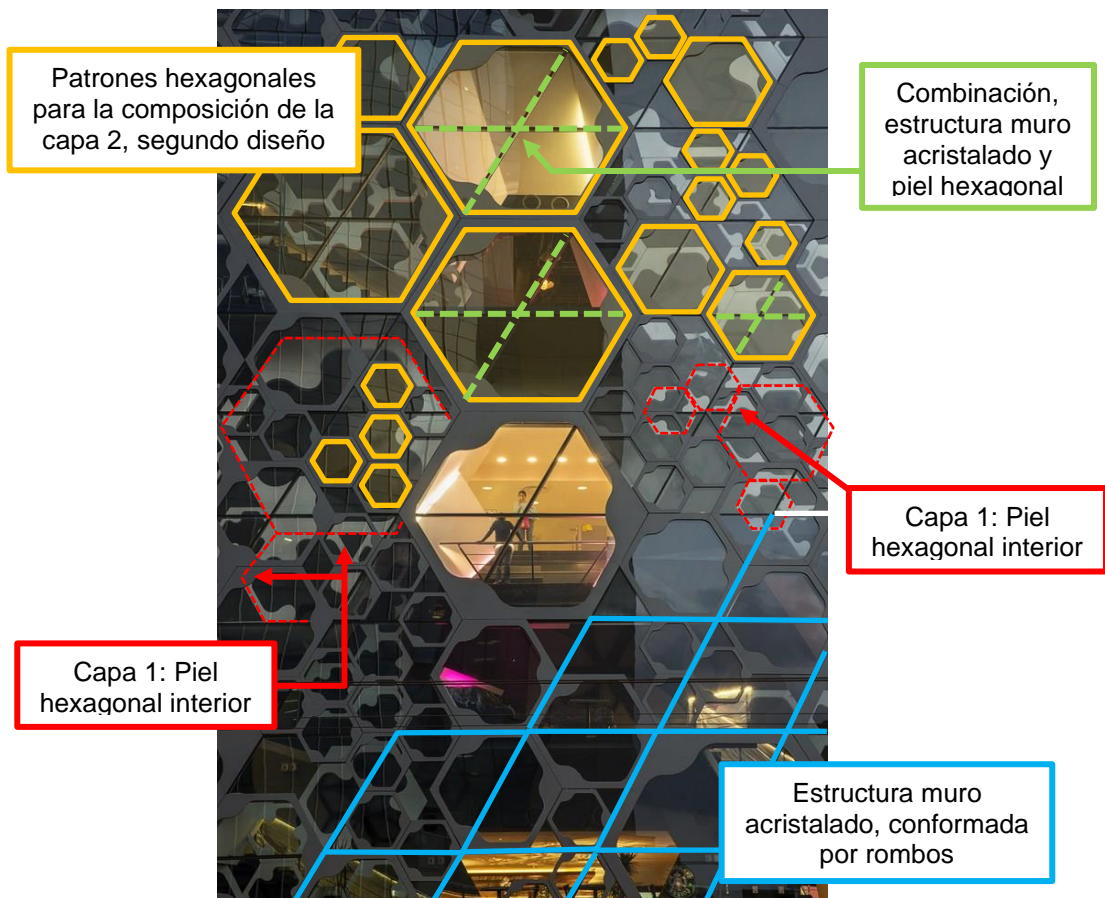 Patrones hexagonales
para la composición de la
capa 2, segundo diseño
Combinación,
estructura muro
acristalado y
piel hexagonal
Capa 1: Piel
hexagonal interior
Capa 1: Piel
hexagonal interior
Estructura muro
acristalado, conformada
por rombos